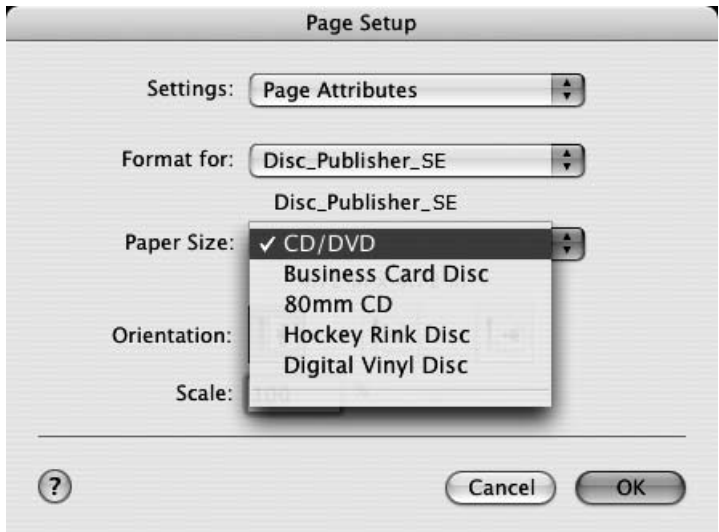 Page Setup
Settings: Page Attributes
Format for: Disc_Publisher_SE
Disc_Publisher_SE
Paper Size: ✓ CD/DVD
Business Card Disc
80mm CD
Orientation: Hockey Rink Disc
Digital Vinyl Disc
Scale: 100 %
? Cancel OK